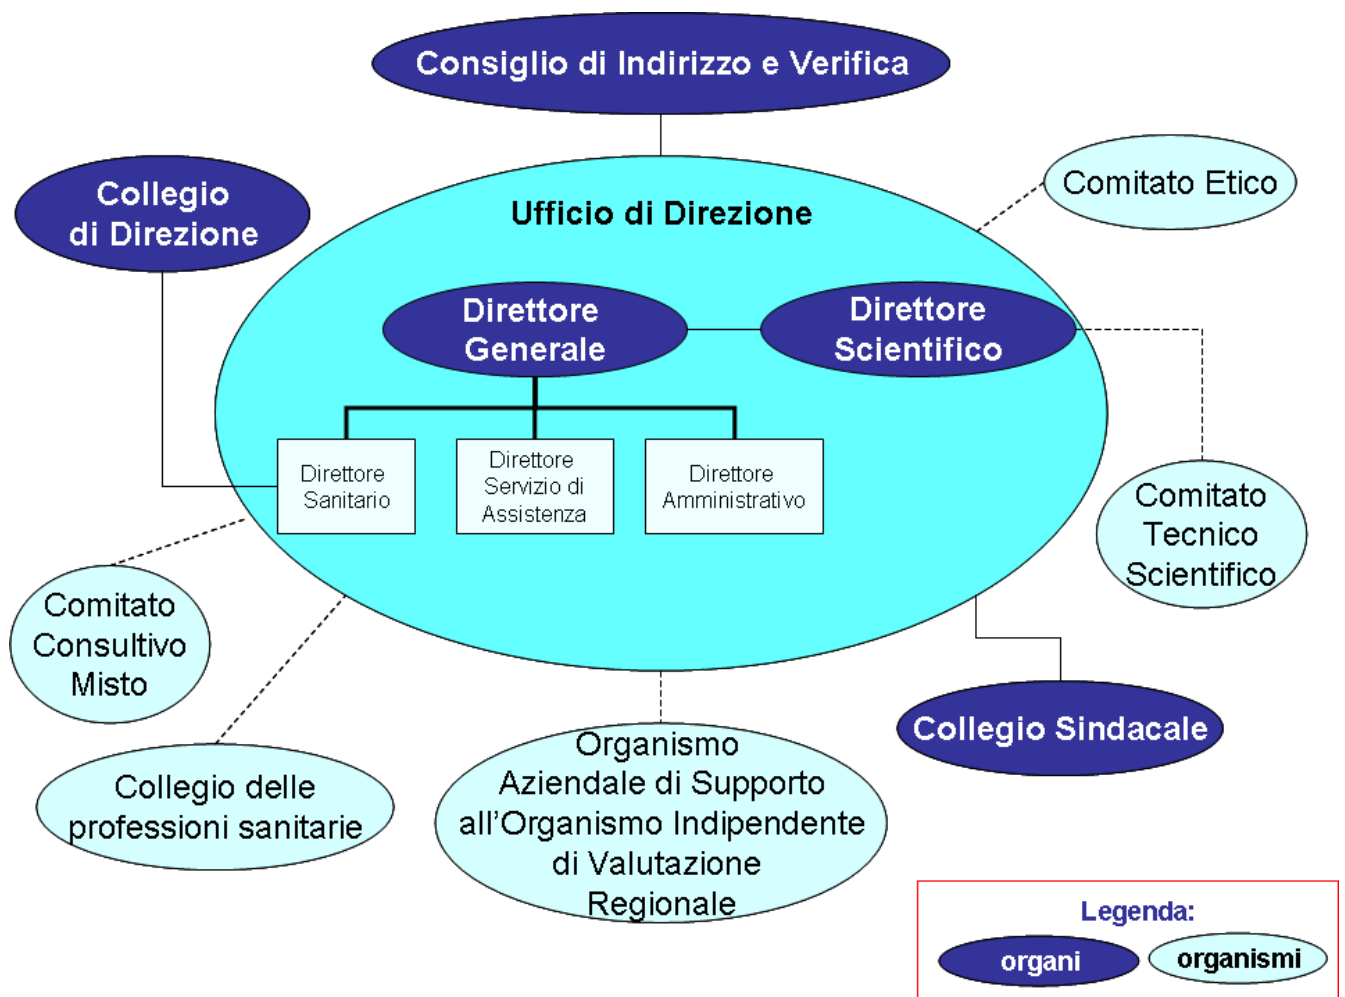 Consiglio di Indirizzo e Verifica
Collegio
di Direzione
Comitato Etico
Ufficio di Direzione
Direttore
Generale
Direttore
Scientifico
Direttore
Sanitario
Direttore
Servizio di
Assistenza
Direttore
Amministrativo
Comitato
Tecnico
Scientifico
Comitato
Consultivo
Misto
Collegio Sindacale
Collegio delle
professioni sanitarie
Organismo
Aziendale di Supporto
all’Organismo Indipendente
di Valutazione
Regionale
Legenda:
organi
organismi